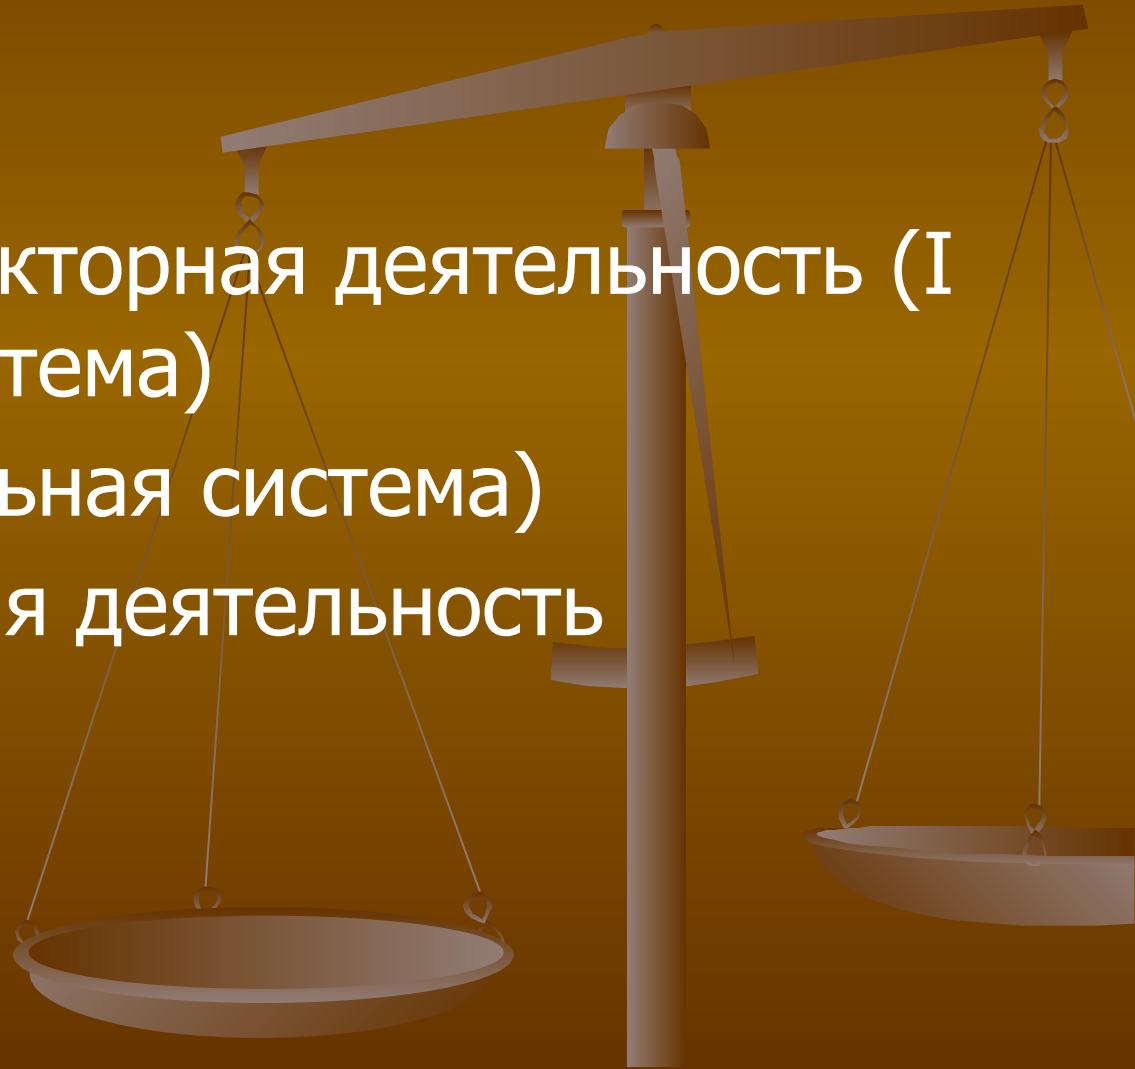 кторная деятельность (I
тема)
ьная система)
я деятельность